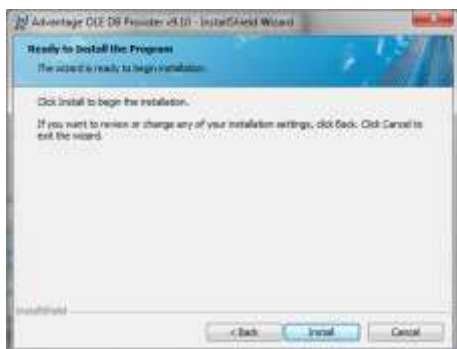 Advantage OLE DB Provider v9.10 - InstallShield Wizard
Ready to Install the Program
The wizard is ready to begin installation.
Click Install to begin the installation.
If you want to review or change any of your installation settings, click Back. Click Cancel to
exit the wizard.
InstallShield
< Back
Install
Cancel